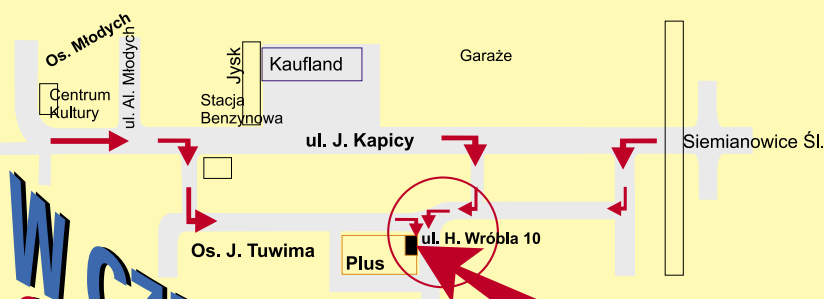 Os. Młodych
ul. Al. Młodych
Jysk
Kaufland
Garaże
Centrum
Kultury
Stacja
Benzynowa
ul. J. Kapicy
Siemianowice Śl.
Os. J. Tuwima
ul. H. Wróbla 10
Plus
W